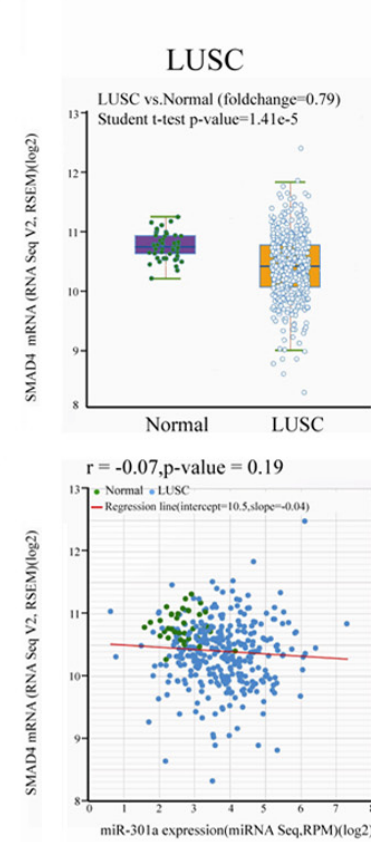 LUSC
LUSC vs.Normal (foldchange=0.79)
Student t-test p-value=1.41e-5
SMAD4 mRNA (RNA Seq V2, RSEM)(log2)
13
12
11
10
9
8
Normal LUSC
r = -0.07,p-value = 0.19
Normal LUSC
Regression line(intercept=10.5,slope=-0.04)
SMAD4 mRNA (RNA Seq V2, RSEM)(log2)
13
12
11
10
9
8
0 1 2 3 4 5 6 7 8
miR-301a expression(miRNA Seq,RPM)(log2)